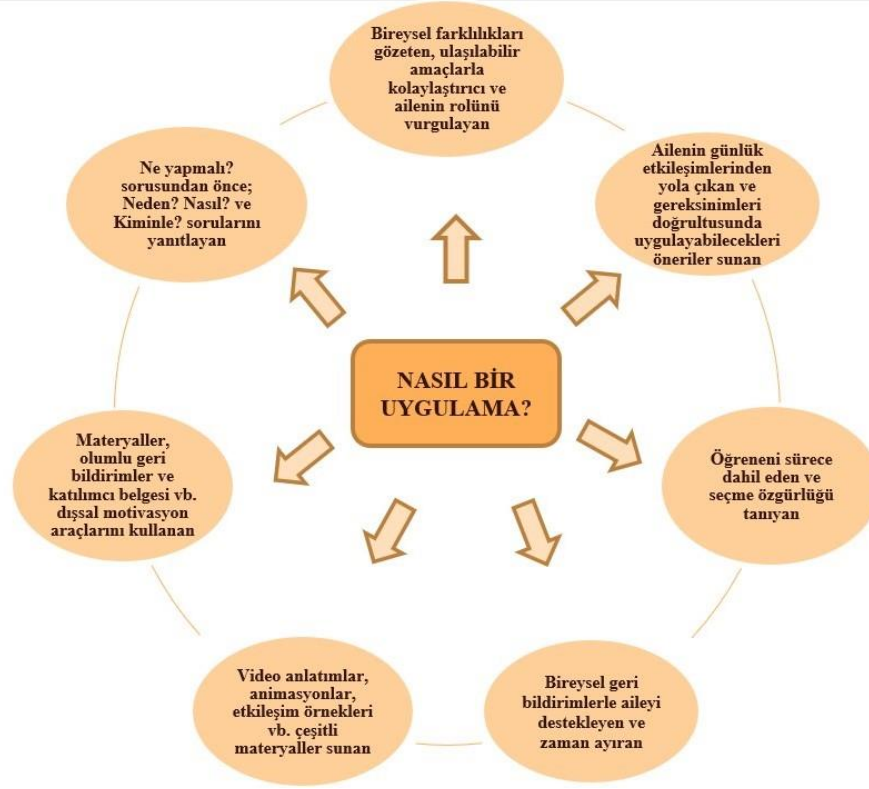 Bireysel farklılıkları
gözeten, ulaşılabilir
amaçlarla
kolaylaştırıcı ve
ailenin rolünü
vurgulayan
Ailenin günlük
etkileşimlerinden
yola çıkan ve
gereksinimleri
doğrultusunda
uygulayabilecekleri
öneriler sunan
Öğreneni sürece
dahil eden ve
seçme özgürlüğü
tanıyan
Bireysel geri
bildirimlerle aileyi
destekleyen ve
zaman ayıran
Video anlatımlar,
animasyonlar,
etkileşim örnekleri
vb. çeşitli
materyaller sunan
Materyaller,
olumlu geri
bildirimler ve
katılımcı belgesi vb.
dışsal motivasyon
araçlarını kullanan
Ne yapmalı?
sorusundan önce;
Neden? Nasıl? ve
Kiminle? sorularını
yanıtlayan
NASIL BİR
UYGULAMA?